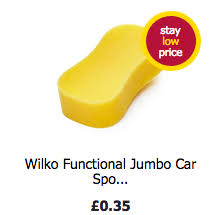 stay
low
price
Wilko Functional Jumbo Car
Spo...
£0.35